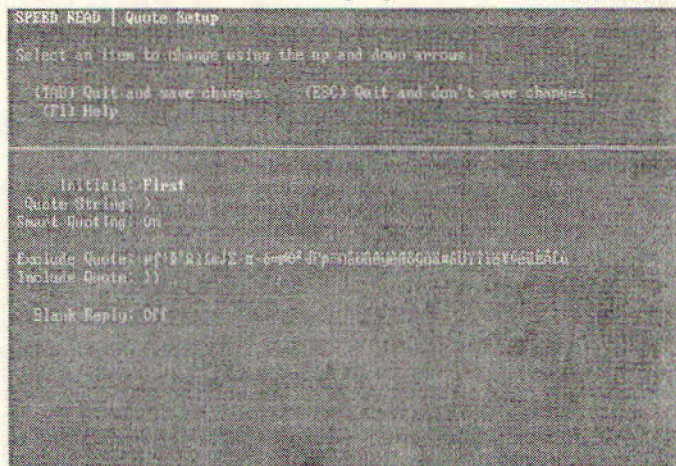 SPEED READ | Quote Setup
Select an item to change using the up and down arrows.
(TAB) Quit and save changes. (ESC) Quit and don't save changes.
(F1) Help
Initials: First
Quote String: >
Smart Quoting: On
Exclude Quote:
Include Quote:
Blank Reply: Off